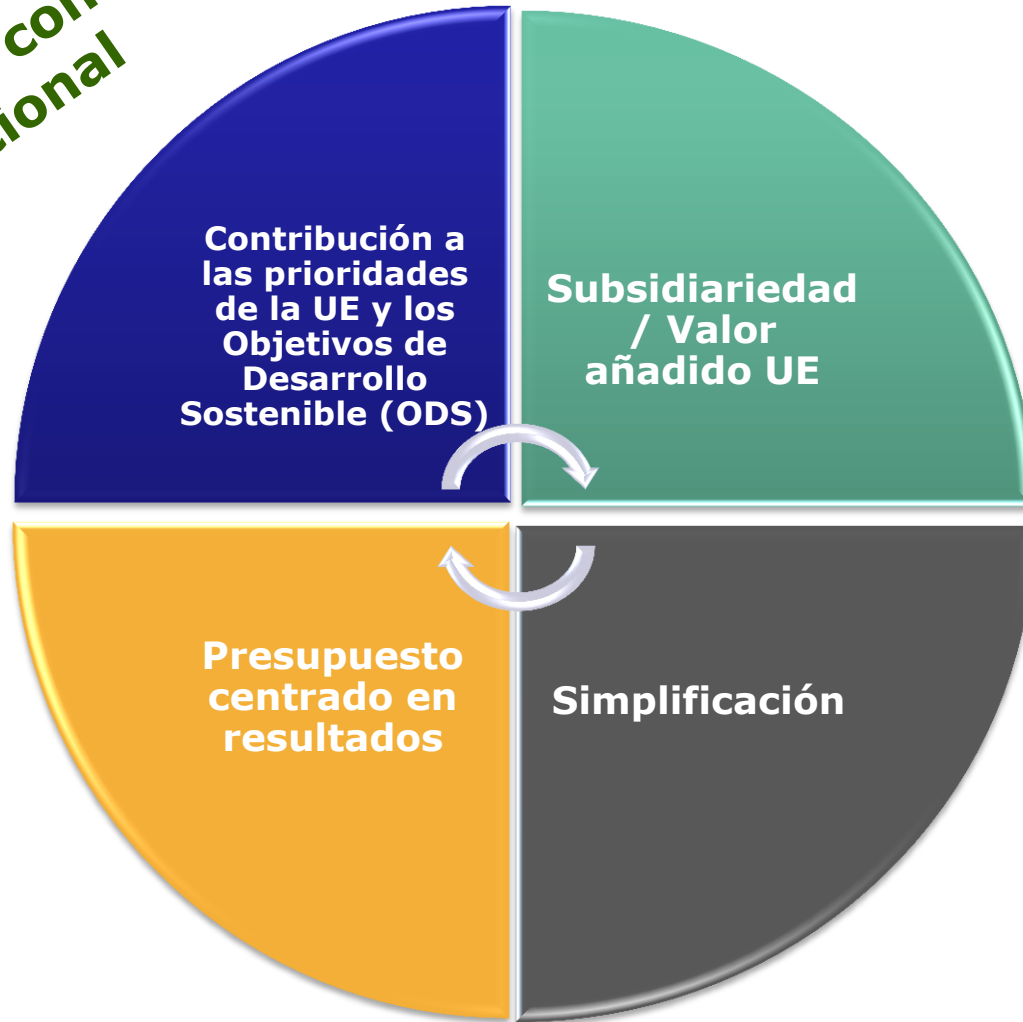 con
cional
Contribución a
las prioridades
de la UE y los
Objetivos de
Desarrollo
Sostenible (ODS)
Subsidiariedad
/ Valor
añadido UE
Presupuesto
centrado en
resultados
Simplificación